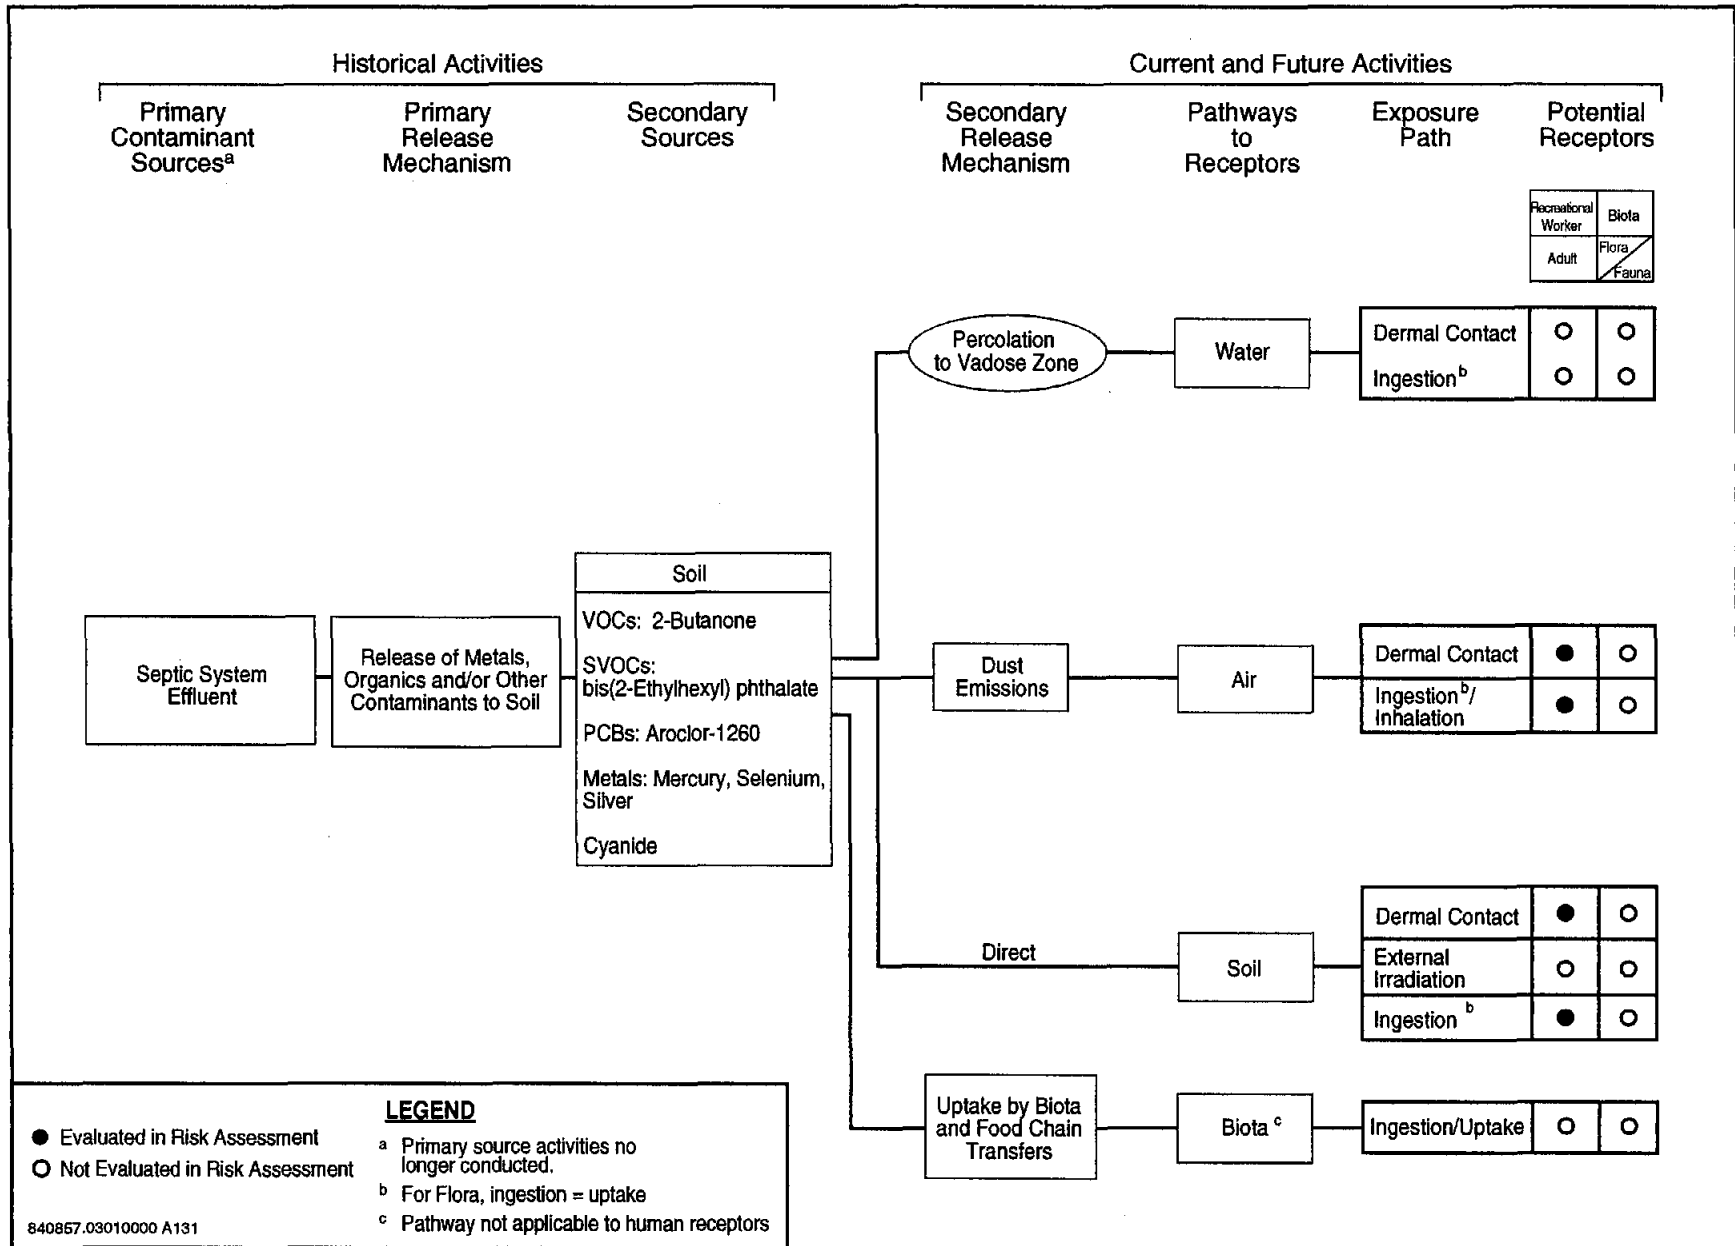 Historical Activities
Current and Future Activities
Primary
Contaminant
Sourcesᵃ
Primary
Release
Mechanism
Secondary
Sources
Secondary
Release
Mechanism
Pathways
to
Receptors
Exposure
Path
Potential
Receptors
Recreational
Worker
Biota
Adult
Flora
Fauna
Percolation
to Vadose Zone
Water
Dermal Contact
Ingestionᵇ
Soil
VOCs: 2-Butanone
SVOCs:
bis(2-Ethylhexyl) phthalate
PCBs: Aroclor-1260
Metals: Mercury, Selenium,
Silver
Cyanide
Septic System
Effluent
Release of Metals,
Organics and/or Other
Contaminants to Soil
Dust
Emissions
Air
Dermal Contact
Ingestionᵇ/
Inhalation
Direct
Soil
Dermal Contact
External
Irradiation
Ingestion ᵇ
Uptake by Biota
and Food Chain
Transfers
Biota ᶜ
Ingestion/Uptake
LEGEND
● Evaluated in Risk Assessment
○ Not Evaluated in Risk Assessment
ᵃ Primary source activities no
longer conducted.
ᵇ For Flora, ingestion = uptake
ᶜ Pathway not applicable to human receptors
840857.03010000 A131